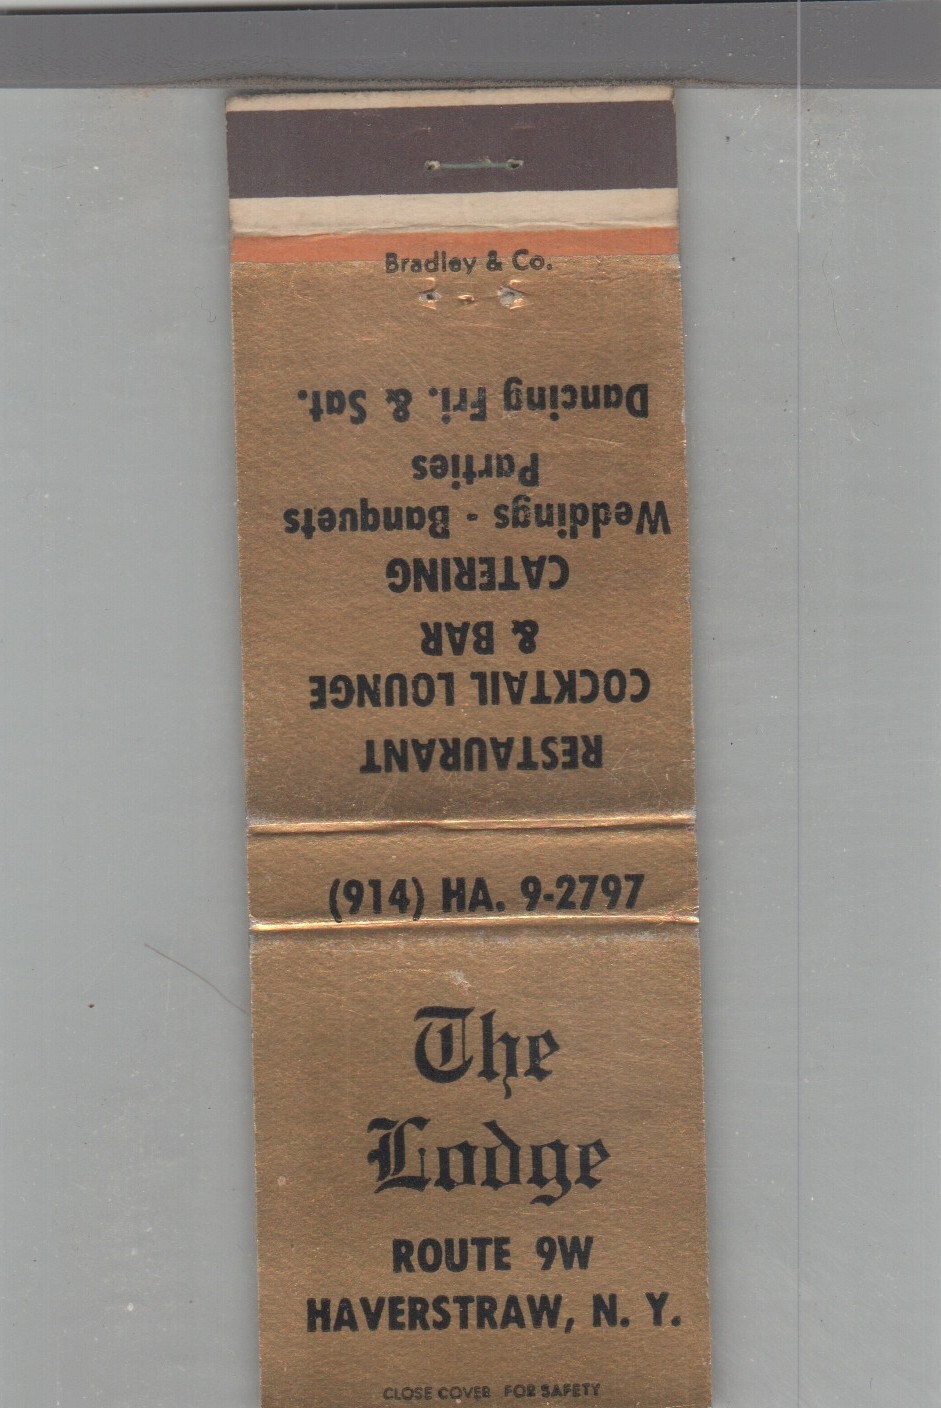 Bradley & Co.
RESTAURANT
COCKTAIL LOUNGE
& BAR
CATERING
Weddings - Banquets
Parties
Dancing Fri. & Sat.
(914) HA. 9-2797
The
Lodge
ROUTE 9W
HAVERSTRAW, N. Y.
CLOSE COVER FOR SAFETY